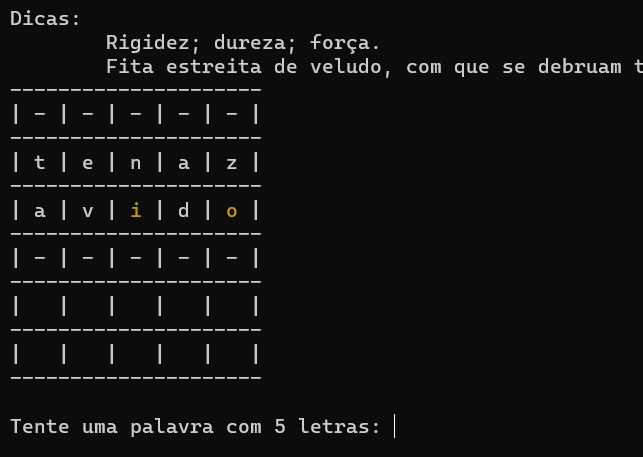 Dicas:
Rigidez; dureza; força.
Fita estreita de veludo, com que se debruam t
| - | - | - | - | - |
| t | e | n | a | z |
| a | v | i | d | o |
| - | - | - | - | - |
|   |   |   |   |   |
|   |   |   |   |   |
Tente uma palavra com 5 letras: